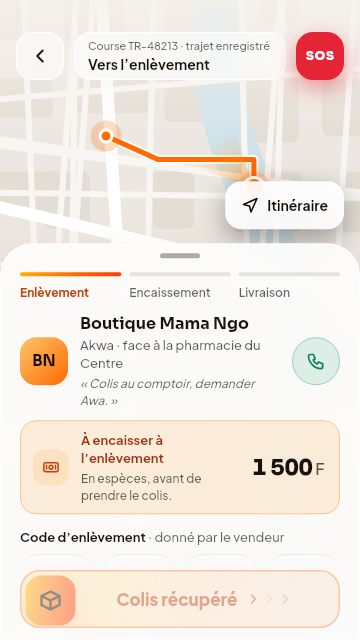 Course TR-48213 · trajet enregistré
Vers l'enlèvement
SOS
Itinéraire
Enlèvement
Encaissement
Livraison
BN
Boutique Mama Ngo
Akwa · face à la pharmacie du
Centre
« Colis au comptoir, demander
Awa. »
À encaisser à
l'enlèvement
En espèces, avant de
prendre le colis.
1 500 F
Code d'enlèvement · donné par le vendeur
Colis récupéré